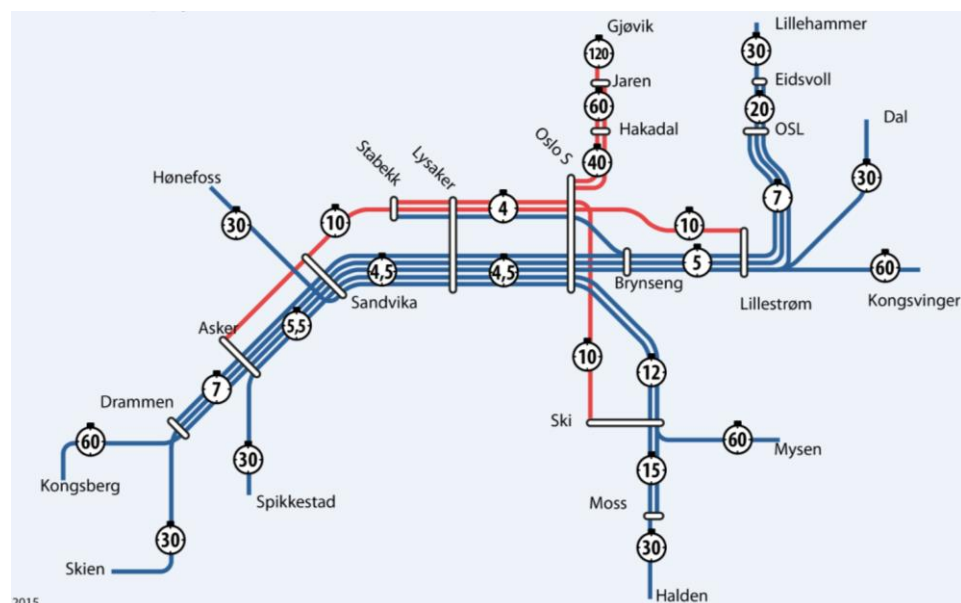 Gjøvik
Lillehammer
120
30
Jaren
Eidsvoll
60
20
Dal
Hakadal
OSL
Oslo S
40
Stabekk
Lysaker
Hønefoss
30
10
4
10
7
30
4,5
4,5
5
60
Sandvika
Brynseng
Lillestrøm
Kongsvinger
Asker
5,5
10
12
Drammen
7
Ski
60
30
60
Mysen
Kongsberg
Spikkestad
15
Moss
30
30
Skien
Halden
2015